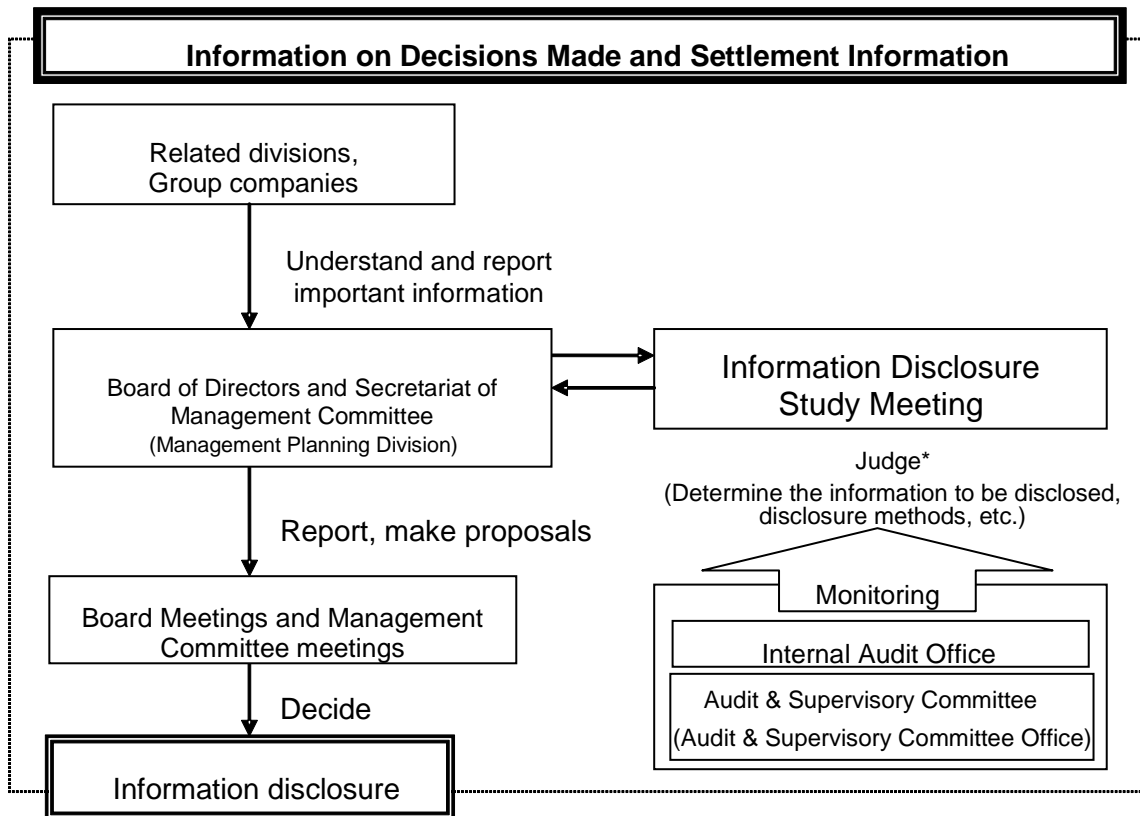 Information on Decisions Made and Settlement Information
Related divisions,
Group companies
Understand and report
important information
Board of Directors and Secretariat of
Management Committee
(Management Planning Division)
Information Disclosure
Study Meeting
Judge*
(Determine the information to be disclosed,
disclosure methods, etc.)
Report, make proposals
Monitoring
Board Meetings and Management
Committee meetings
Internal Audit Office
Audit & Supervisory Committee
(Audit & Supervisory Committee Office)
Decide
Information disclosure